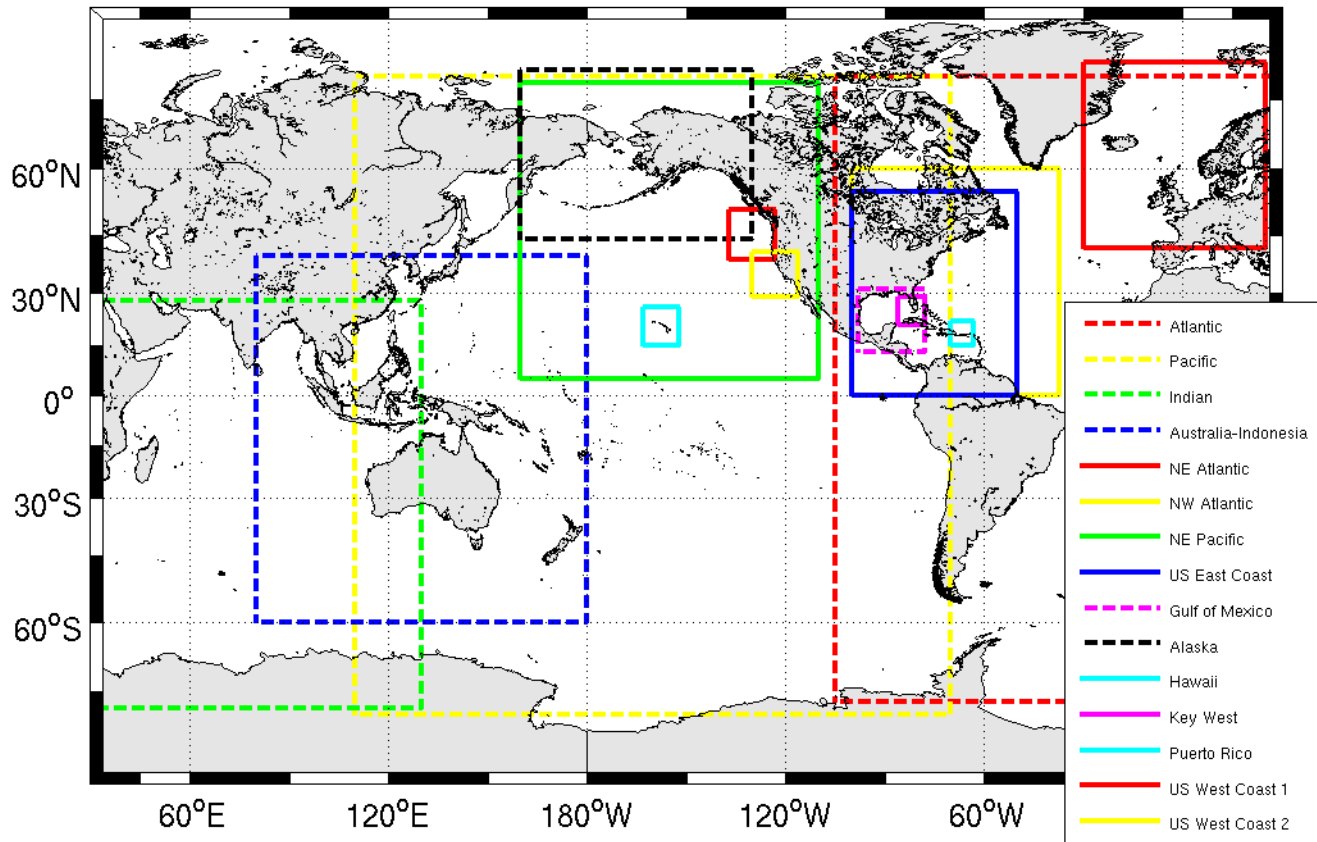 60°N
30°N
0°
30°S
60°S
60°E
120°E
180°W
120°W
60°W
Atlantic
Pacific
Indian
Australia-Indonesia
NE Atlantic
NW Atlantic
NE Pacific
US East Coast
Gulf of Mexico
Alaska
Hawaii
Key West
Puerto Rico
US West Coast 1
US West Coast 2